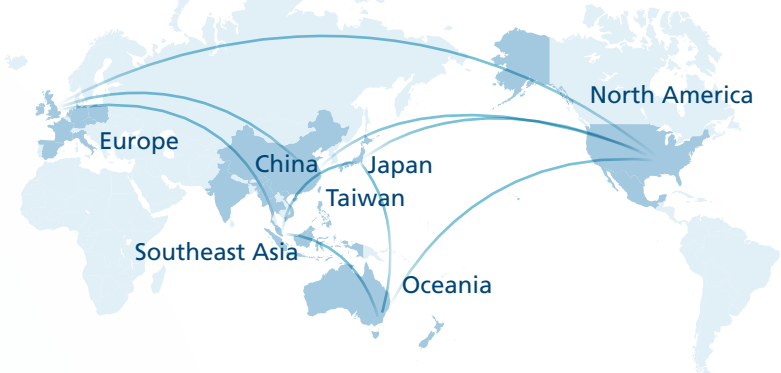 North America
Europe
China
Japan
Taiwan
Southeast Asia
Oceania